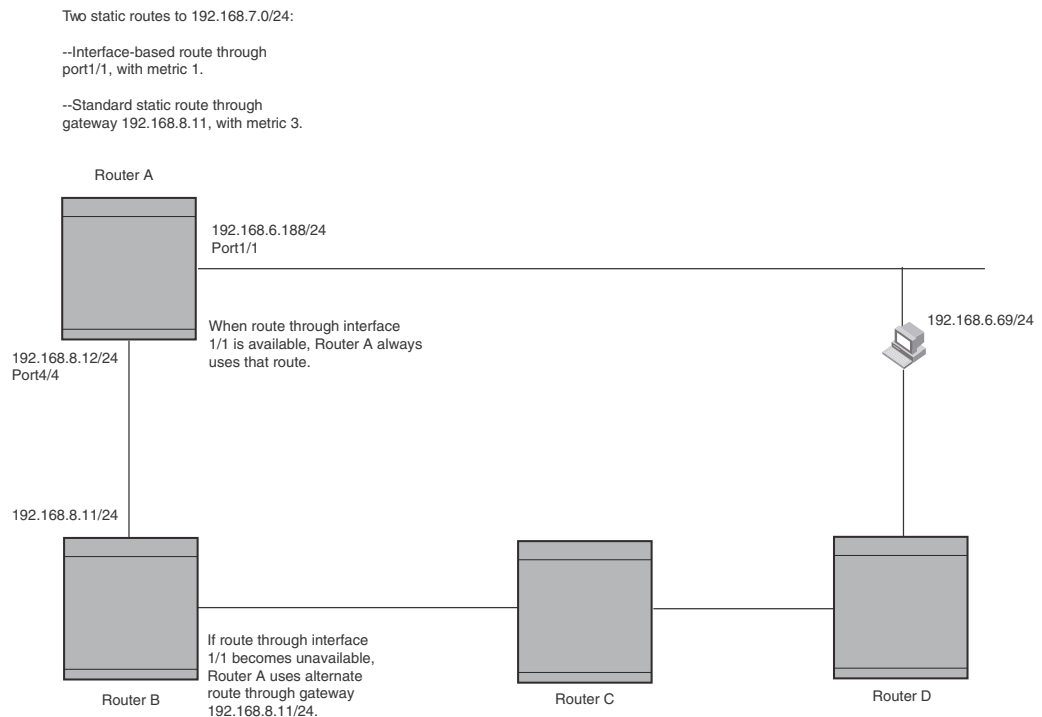 Two static routes to 192.168.7.0/24:
--Interface-based route through
port1/1, with metric 1.
--Standard static route through
gateway 192.168.8.11, with metric 3.
Router A
192.168.6.188/24
Port1/1
192.168.6.69/24
When route through interface
1/1 is available, Router A always
uses that route.
192.168.8.12/24
Port4/4
192.168.8.11/24
If route through interface
1/1 becomes unavailable,
Router A uses alternate
route through gateway
192.168.8.11/24.
Router B
Router C
Router D